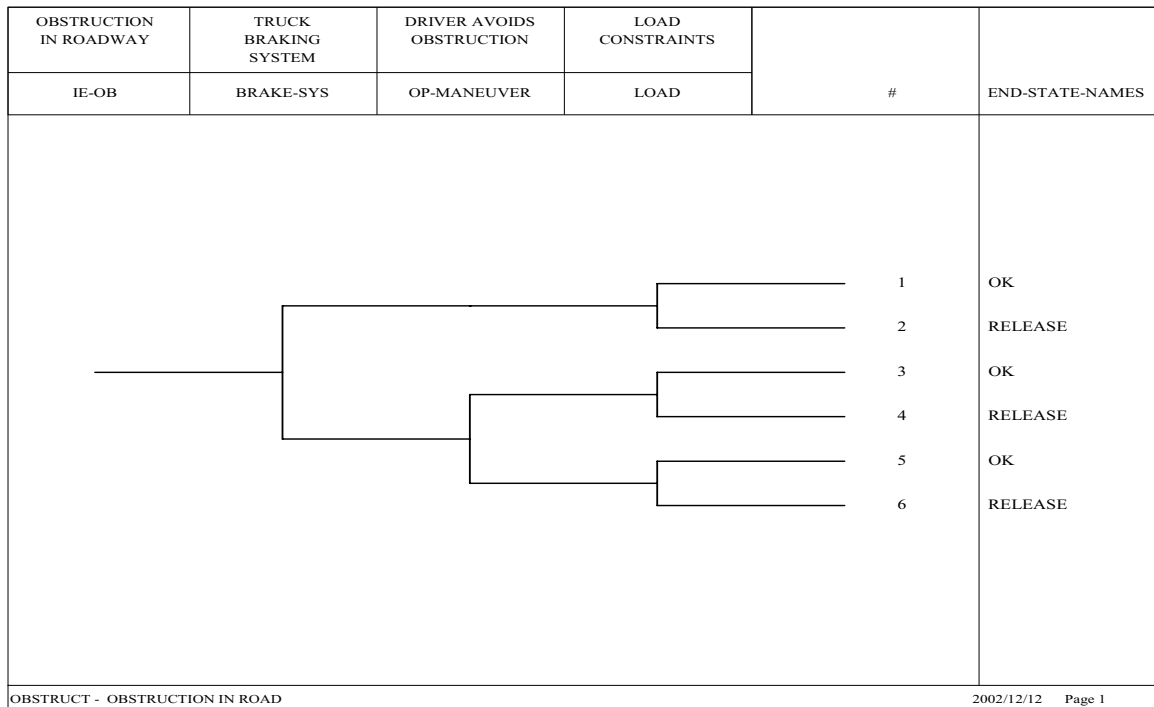 OBSTRUCTION
IN ROADWAY
TRUCK
BRAKING
SYSTEM
DRIVER AVOIDS
OBSTRUCTION
LOAD
CONSTRAINTS
IE-OB
BRAKE-SYS
OP-MANEUVER
LOAD
#
END-STATE-NAMES
1 OK
2 RELEASE
3 OK
4 RELEASE
5 OK
6 RELEASE
OBSTRUCT - OBSTRUCTION IN ROAD
2002/12/12 Page 1